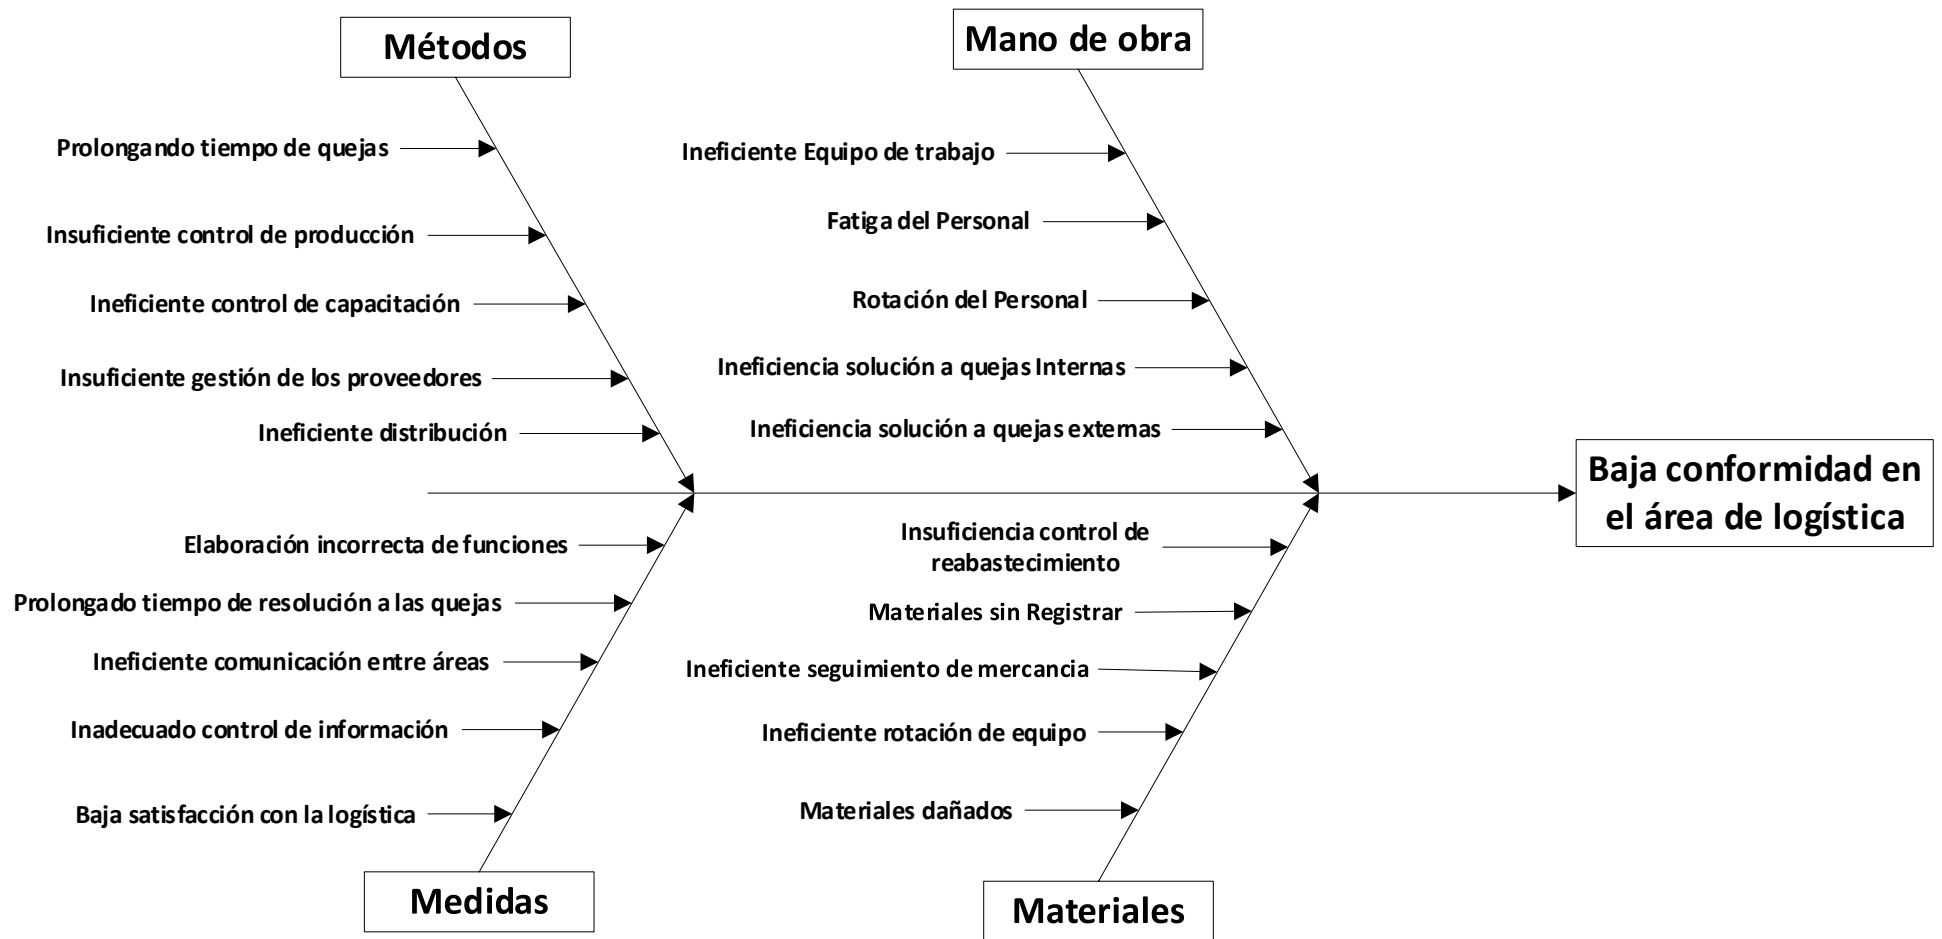 Métodos
Mano de obra
Prolongando tiempo de quejas
Insuficiente control de producción
Ineficiente control de capacitación
Insuficiente gestión de los proveedores
Ineficiente distribución
Ineficiente Equipo de trabajo
Fatiga del Personal
Rotación del Personal
Ineficiencia solución a quejas Internas
Ineficiencia solución a quejas externas
Baja conformidad en
el área de logística
Elaboración incorrecta de funciones
Prolongado tiempo de resolución a las quejas
Ineficiente comunicación entre áreas
Inadecuado control de información
Baja satisfacción con la logística
Insuficiencia control de
reabastecimiento
Materiales sin Registrar
Ineficiente seguimiento de mercancia
Ineficiente rotación de equipo
Materiales dañados
Medidas
Materiales